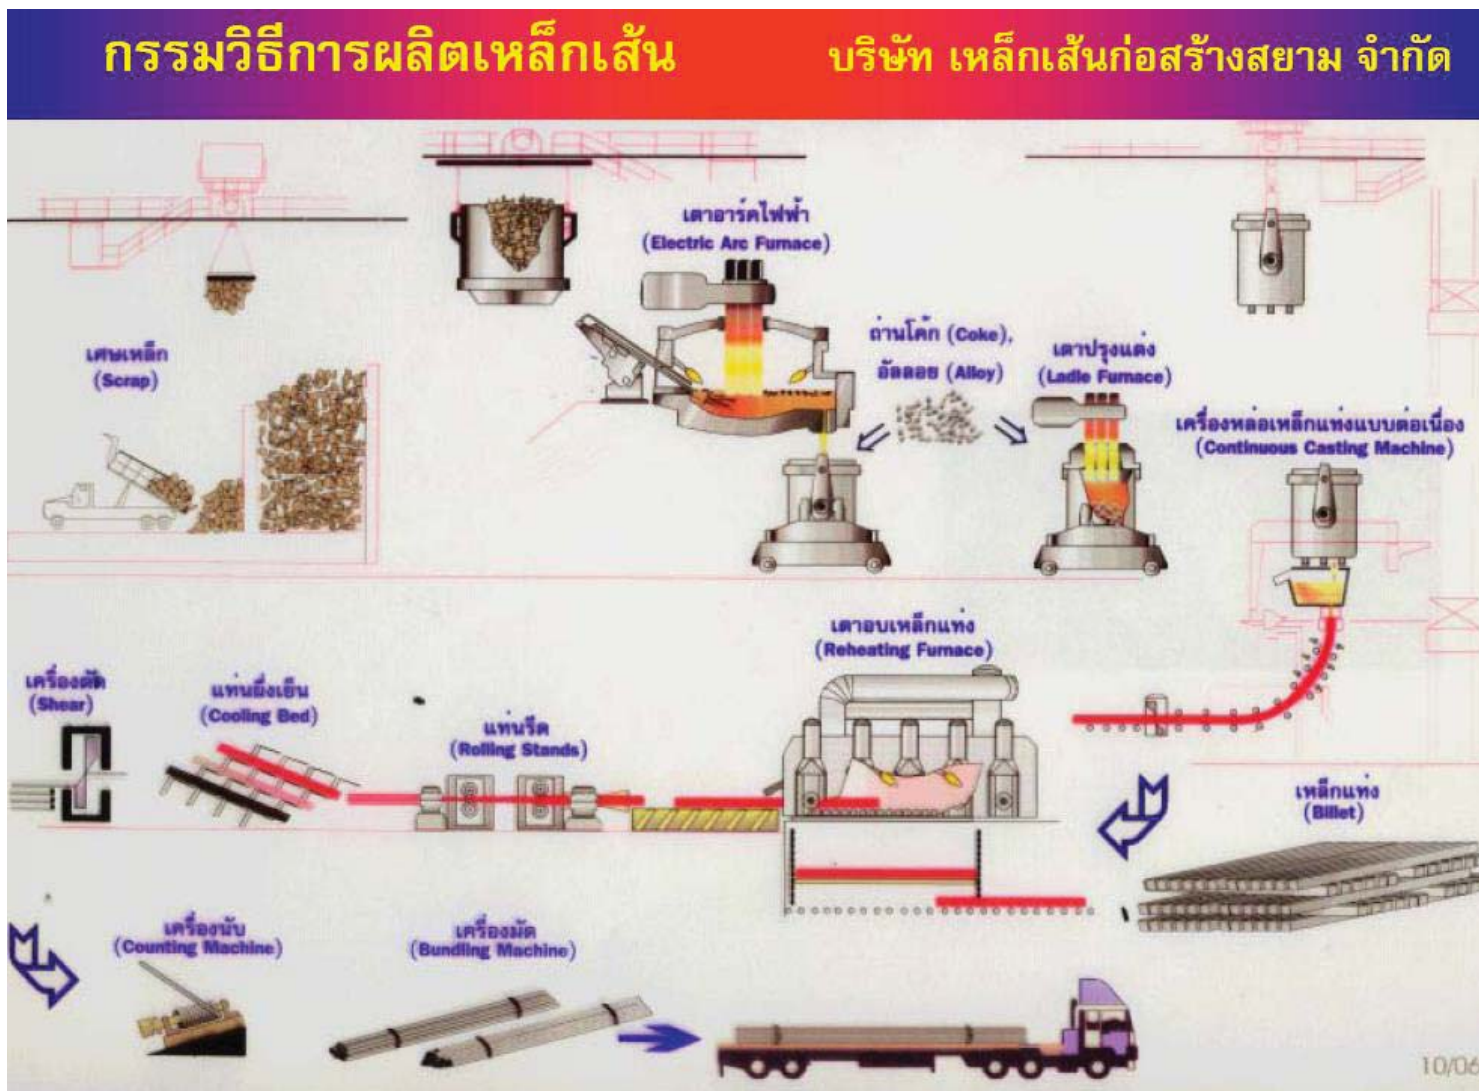 กรรมวิธีการผลิตเหล็กเส้น
บริษัท เหล็กเส้นก่อสร้างสยาม จำกัด
เตาอาร์คไฟฟ้า
(Electric Arc Furnace)
เศษเหล็ก
(Scrap)
ถ่านโค้ก (Coke),
อัลลอย (Alloy)
เตาปรุงแต่ง
(Ladle Furnace)
เครื่องหล่อเหล็กแท่งแบบต่อเนื่อง
(Continuous Casting Machine)
เครื่องตัด
(Shear)
แท่นผึ่งเย็น
(Cooling Bed)
แท่นรีด
(Rolling Stands)
เตาอบเหล็กแท่ง
(Reheating Furnace)
เหล็กแท่ง
(Billet)
เครื่องนับ
(Counting Machine)
เครื่องมัด
(Bundling Machine)
10/06